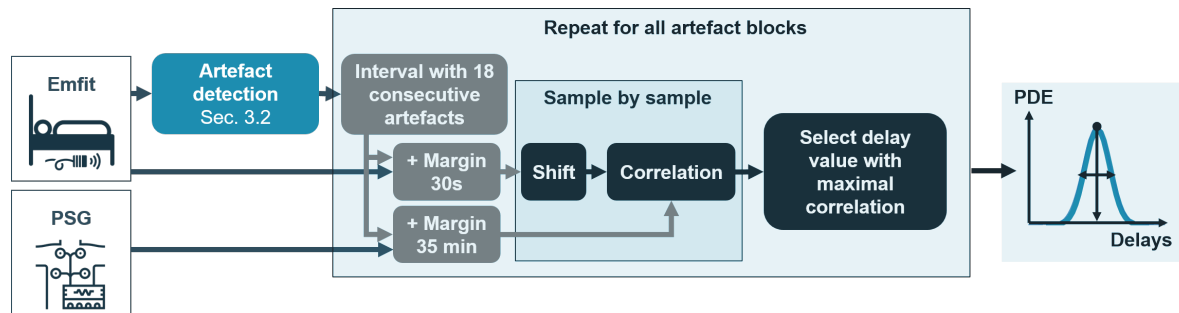 Repeat for all artefact blocks
Emfit
Artefact
detection
Sec. 3.2
Interval with 18
consecutive
artefacts
Sample by sample
+ Margin
30s
Shift
Correlation
Select delay
value with
maximal
correlation
PDE
Delays
PSG
+ Margin
35 min